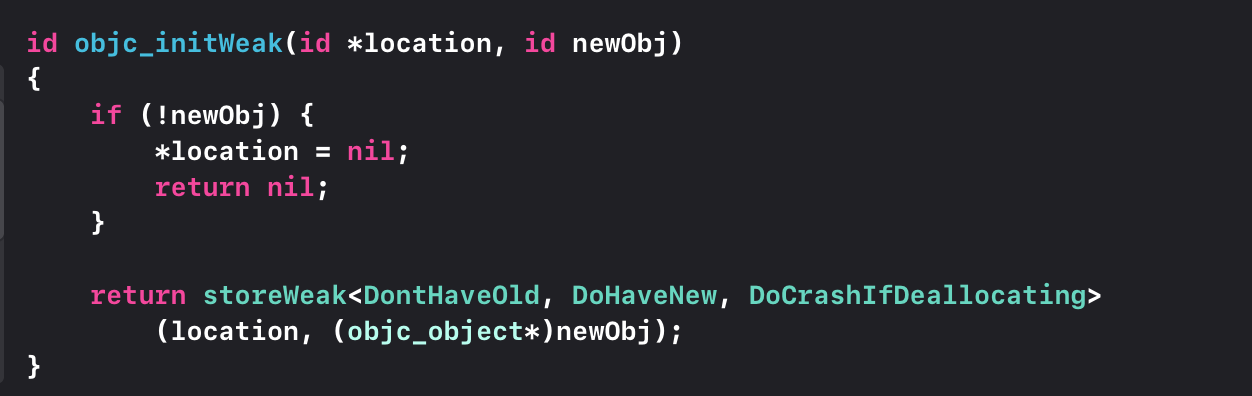 id objc_initWeak(id *location, id newObj)
{
    if (!newObj) {
        *location = nil;
        return nil;
    }

    return storeWeak<DontHaveOld, DoHaveNew, DoCrashIfDeallocating>
        (location, (objc_object*)newObj);
}